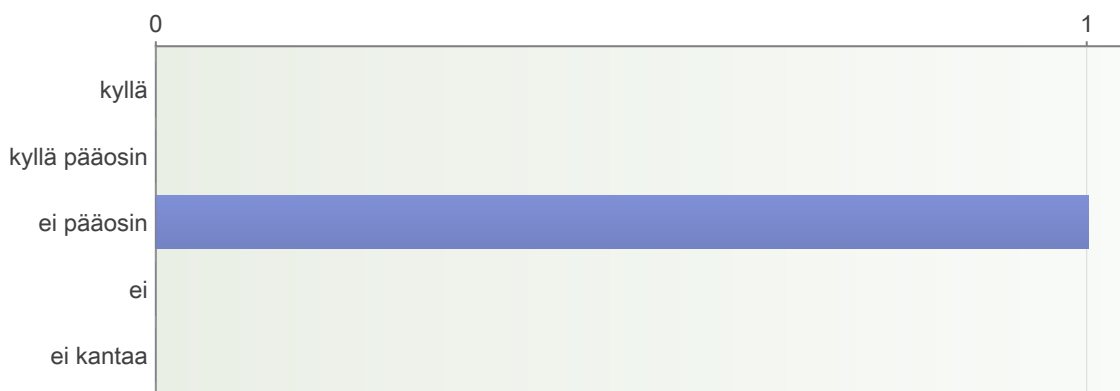 0 1
kyllä
kyllä pääosin
ei pääosin
ei
ei kantaa